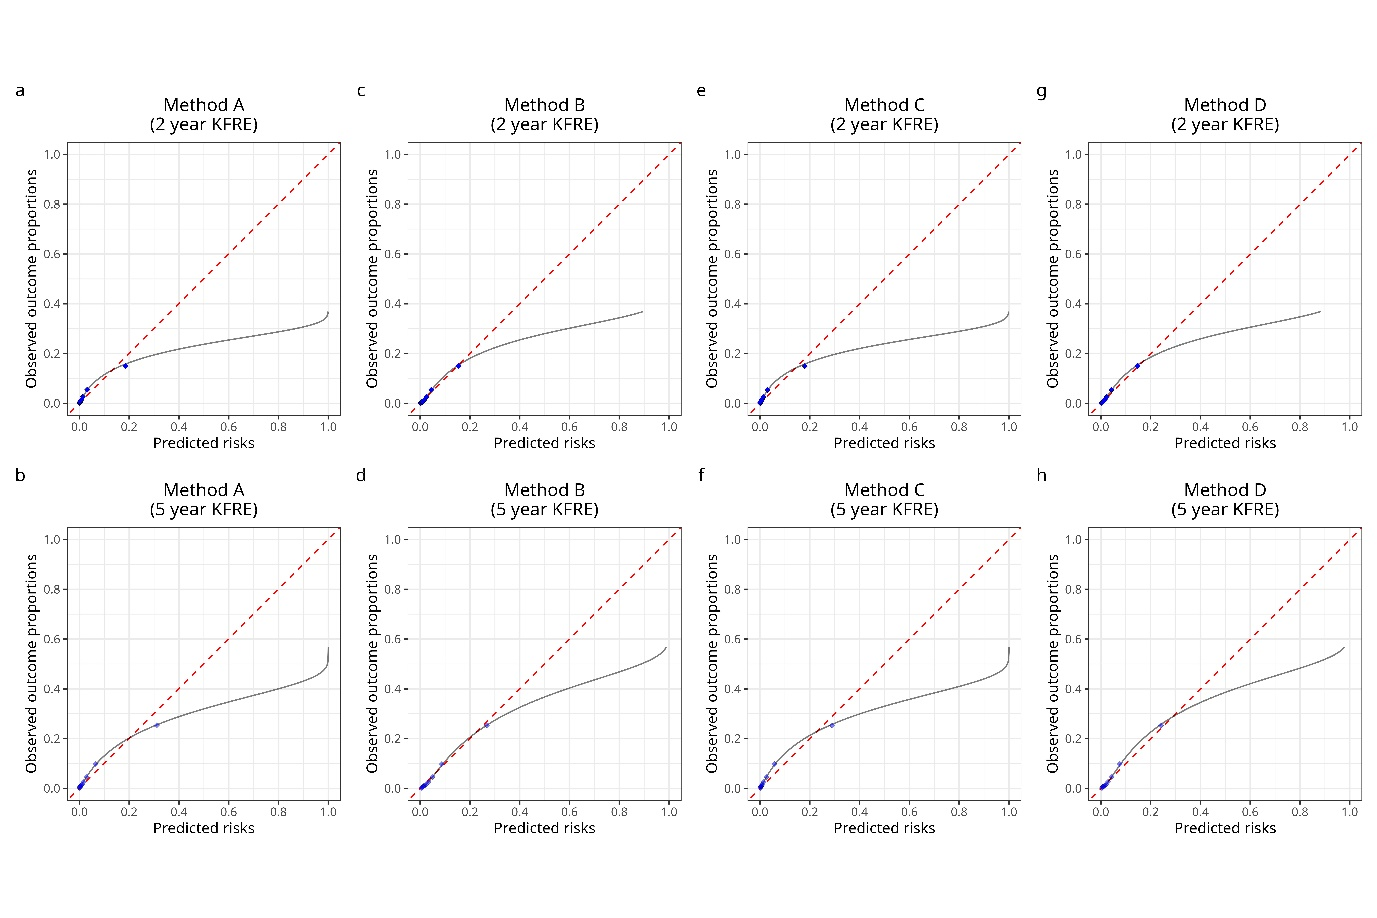 a
Method A
(2 year KFRE)
Observed outcome proportions
1.0
0.8
0.6
0.4
0.2
0.0
0.0 0.2 0.4 0.6 0.8 1.0
Predicted risks
c
Method B
(2 year KFRE)
Observed outcome proportions
1.0
0.8
0.6
0.4
0.2
0.0
0.0 0.2 0.4 0.6 0.8 1.0
Predicted risks
e
Method C
(2 year KFRE)
Observed outcome proportions
1.0
0.8
0.6
0.4
0.2
0.0
0.0 0.2 0.4 0.6 0.8 1.0
Predicted risks
g
Method D
(2 year KFRE)
Observed outcome proportions
1.0
0.8
0.6
0.4
0.2
0.0
0.0 0.2 0.4 0.6 0.8 1.0
Predicted risks
b
Method A
(5 year KFRE)
Observed outcome proportions
1.0
0.8
0.6
0.4
0.2
0.0
0.0 0.2 0.4 0.6 0.8 1.0
Predicted risks
d
Method B
(5 year KFRE)
Observed outcome proportions
1.0
0.8
0.6
0.4
0.2
0.0
0.0 0.2 0.4 0.6 0.8 1.0
Predicted risks
f
Method C
(5 year KFRE)
Observed outcome proportions
1.0
0.8
0.6
0.4
0.2
0.0
0.0 0.2 0.4 0.6 0.8 1.0
Predicted risks
h
Method D
(5 year KFRE)
Observed outcome proportions
1.0
0.8
0.6
0.4
0.2
0.0
0.0 0.2 0.4 0.6 0.8 1.0
Predicted risks